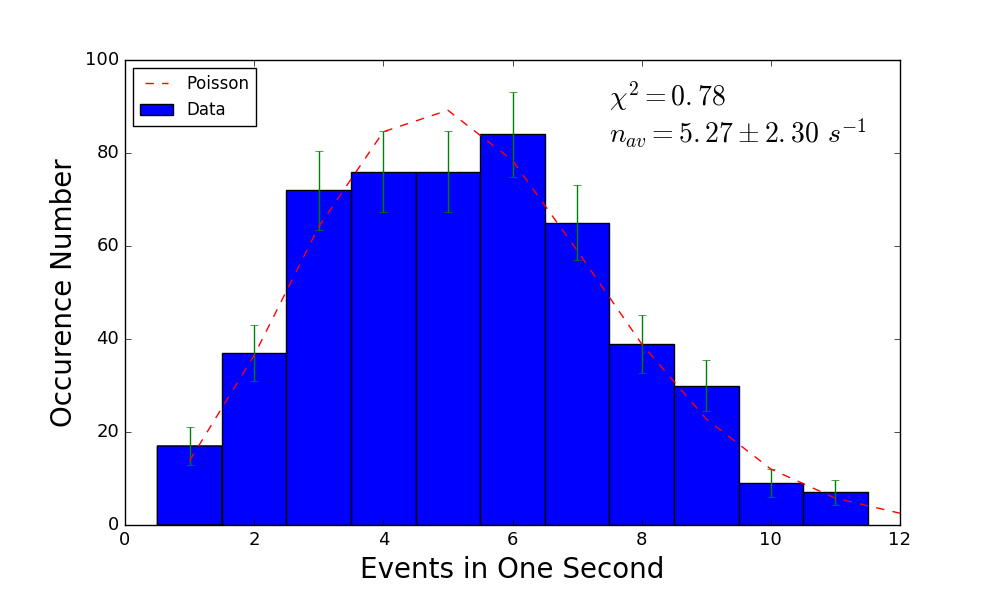 Poisson
Data
χ² = 0.78
n_av = 5.27 ± 2.30 s⁻¹
100
80
60
40
20
0
Occurence Number
0 2 4 6 8 10 12
Events in One Second